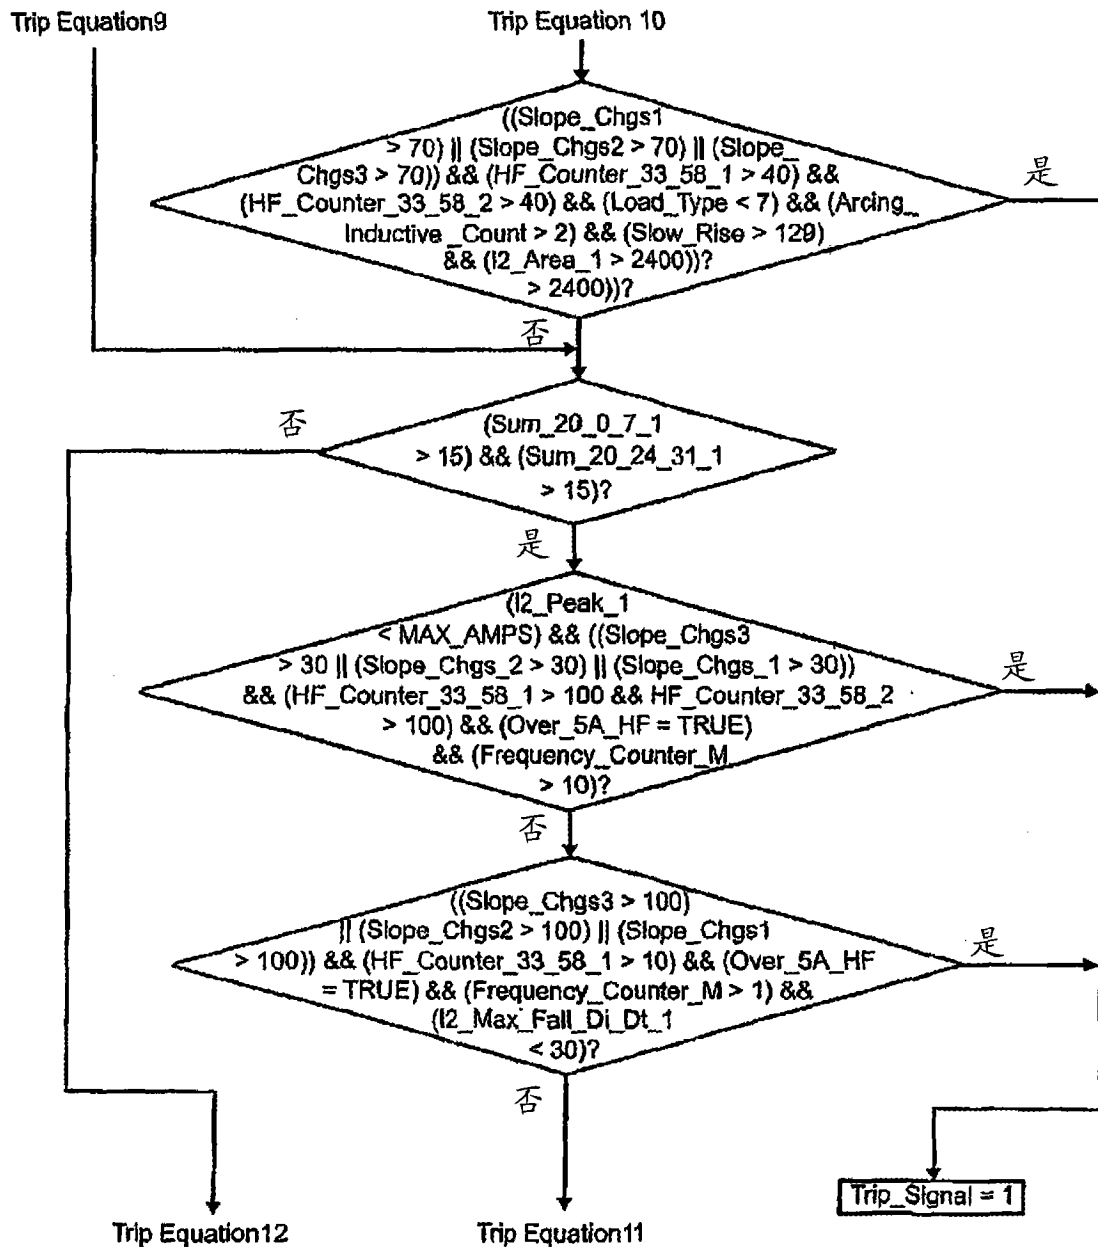 Trip Equation9
Trip Equation 10
((Slope_Chgs1
> 70) || (Slope_Chgs2 > 70) || (Slope_
Chgs3 > 70)) && (HF_Counter_33_58_1 > 40) &&
(HF_Counter_33_58_2 > 40) && (Load_Type < 7) && (Arcing_
Inductive_Count > 2) && (Slow_Rise > 129)
&& (I2_Area_1 > 2400))?
> 2400))?
是
否
(Sum_20_0_7_1
> 15) && (Sum_20_24_31_1
> 15)?
否
是
(I2_Peak_1
< MAX_AMPS) && ((Slope_Chgs3
> 30 || (Slope_Chgs_2 > 30) || (Slope_Chgs_1 > 30))
&& (HF_Counter_33_58_1 > 100 && HF_Counter_33_58_2
> 100) && (Over_5A_HF = TRUE)
&& (Frequency_Counter_M
> 10)?
是
否
((Slope_Chgs3 > 100)
|| (Slope_Chgs2 > 100) || (Slope_Chgs1
> 100)) && (HF_Counter_33_58_1 > 10) && (Over_5A_HF
= TRUE) && (Frequency_Counter_M > 1) &&
(I2_Max_Fall_Di_Dt_1
< 30)?
是
否
Trip_Signal = 1
Trip Equation12
Trip Equation11